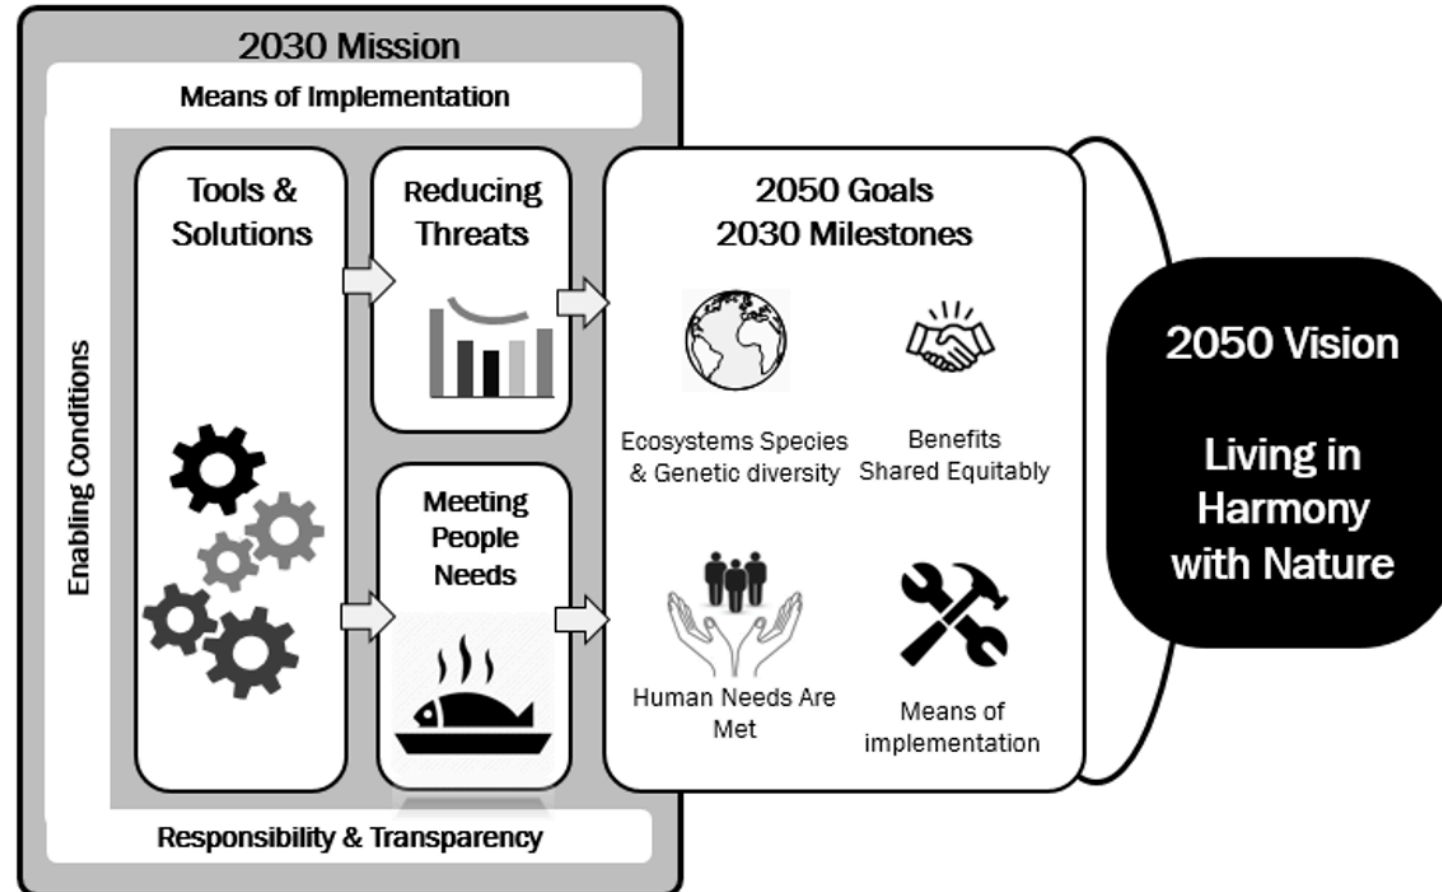 2030 Mission
Means of Implementation
Enabling Conditions
Tools &
Solutions
Reducing
Threats
Meeting
People
Needs
2050 Goals
2030 Milestones
Ecosystems Species
& Genetic diversity
Benefits
Shared Equitably
Human Needs Are
Met
Means of
implementation
Responsibility & Transparency
2050 Vision
Living in
Harmony
with Nature